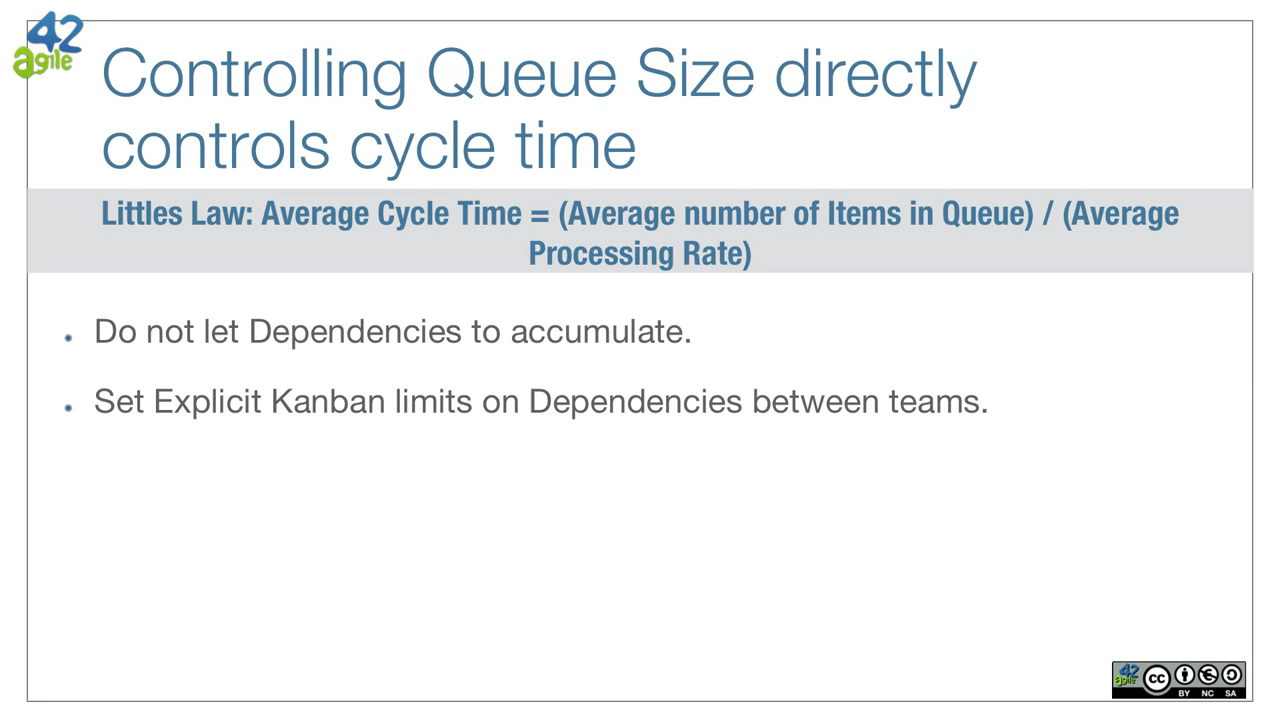 42
agile
Controlling Queue Size directly
controls cycle time
Littles Law: Average Cycle Time = (Average number of Items in Queue) / (Average
Processing Rate)
Do not let Dependencies to accumulate.
Set Explicit Kanban limits on Dependencies between teams.
42
agile
cc
BY NC SA